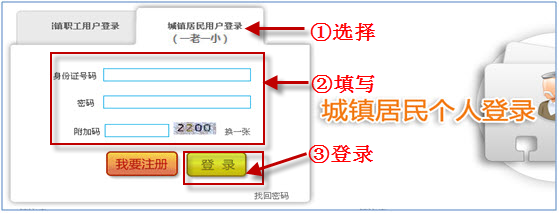 镇职工用户登录
城镇居民用户登录
（一老一小）
①选择
身份证号码
②填写
密码
附加码
2200
换一张
城镇居民个人登录
③登录
我要注册
登 录
找回密码